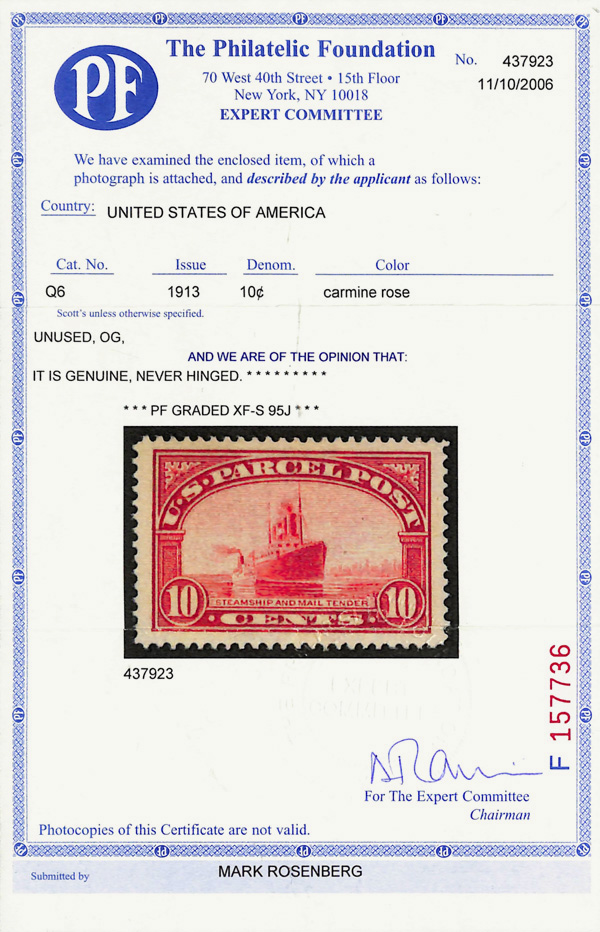 PF
The Philatelic Foundation
70 West 40th Street • 15th Floor
New York, NY 10018
EXPERT COMMITTEE
No. 437923
11/10/2006
We have examined the enclosed item, of which a
photograph is attached, and described by the applicant as follows:
Country: UNITED STATES OF AMERICA
Cat. No. Issue Denom. Color
Q6 1913 10¢ carmine rose
Scott's unless otherwise specified.
UNUSED, OG,
AND WE ARE OF THE OPINION THAT:
IT IS GENUINE, NEVER HINGED. * * * * * * * * *
* * * PF GRADED XF-S 95J * * *
U.S. PARCEL POST
STEAMSHIP AND MAIL TENDER
10 · CENTS · 10
437923
F 157736
For The Expert Committee
Chairman
Photocopies of this Certificate are not valid.
Submitted by MARK ROSENBERG